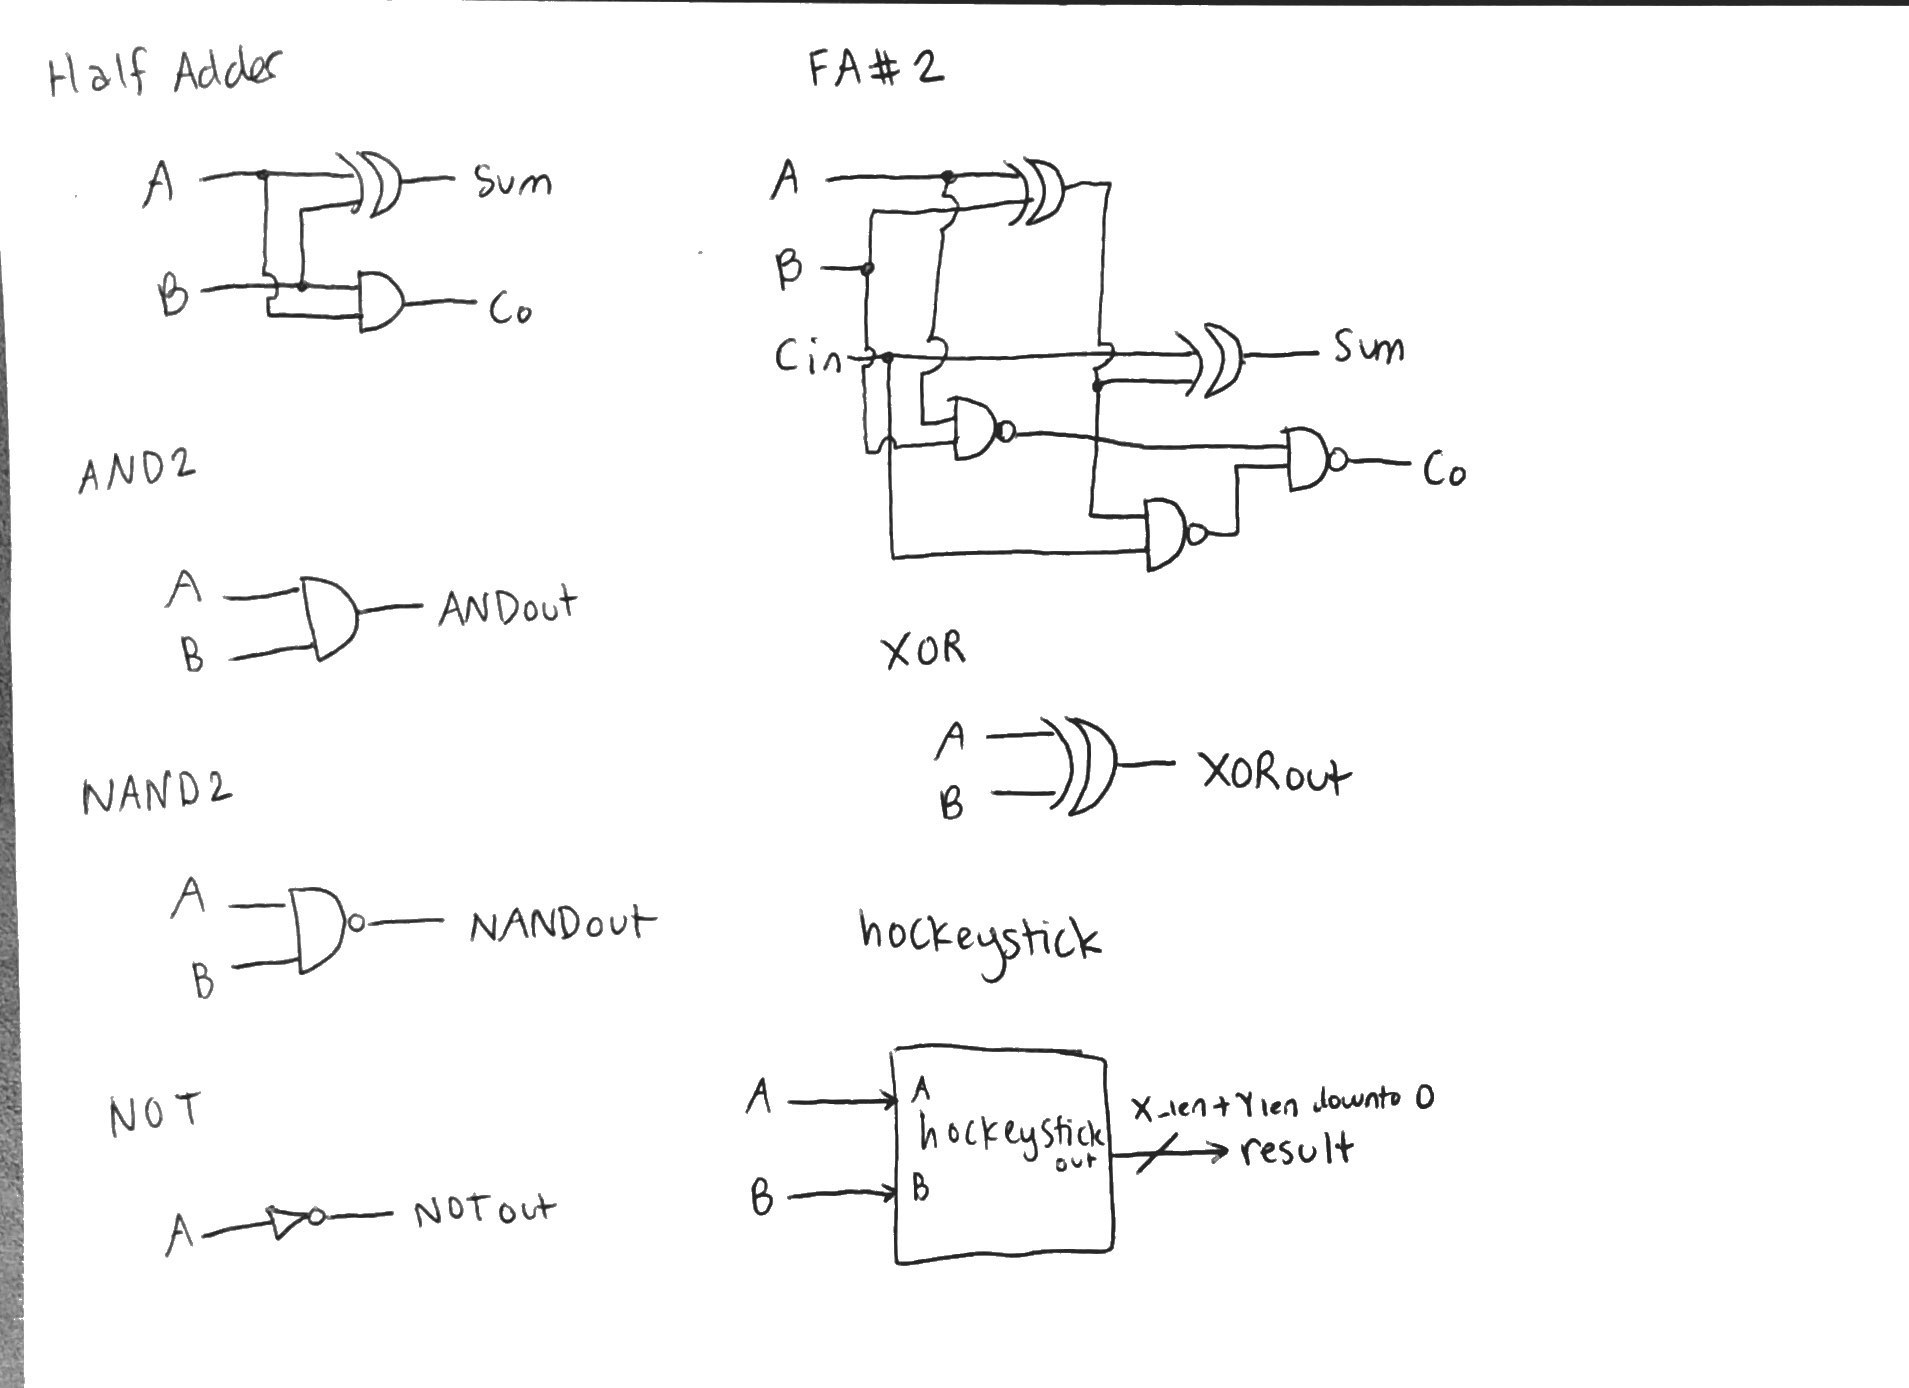 Half Adder
A
Sum
B
Co
FA#2
A
B
Cin
Sum
Co
AND2
A
B
ANDout
XOR
A
B
XORout
NAND2
A
B
NANDout
hockeystick
A
B
A
hockeystick
out
B
X_len + Ylen downto 0
result
NOT
A
NOTout